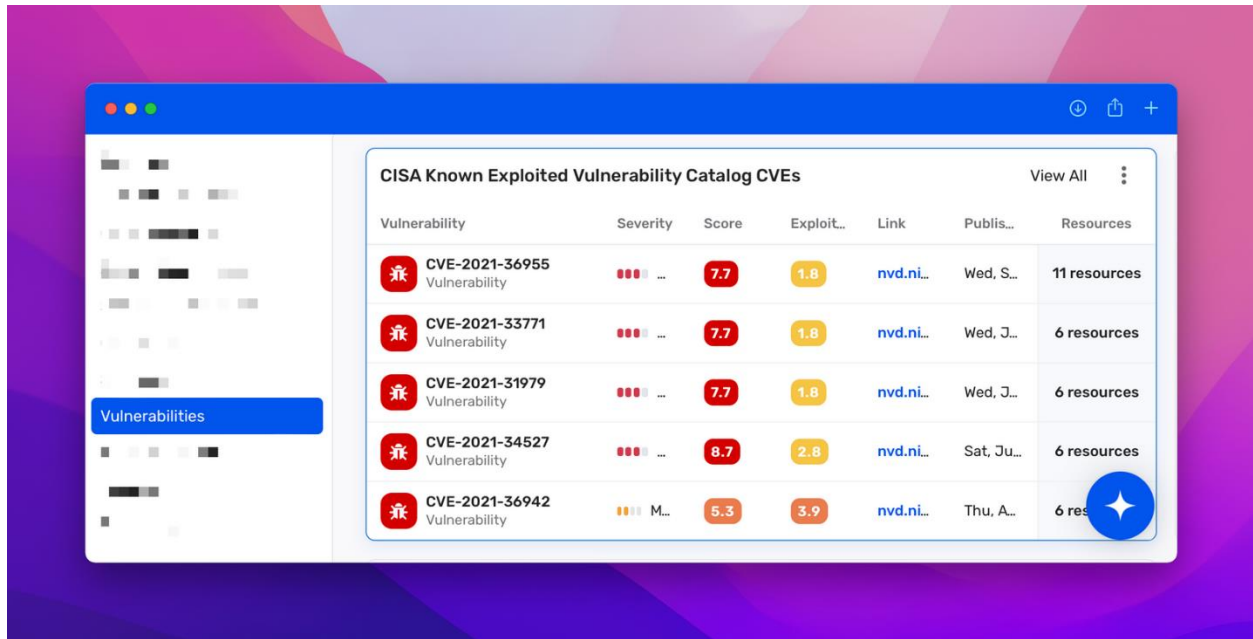 CISA Known Exploited Vulnerability Catalog CVEs View All
Vulnerability Severity Score Exploit... Link Publis... Resources
CVE-2021-36955
Vulnerability
... 7.7 1.8 nvd.ni... Wed, S... 11 resources
CVE-2021-33771
Vulnerability
... 7.7 1.8 nvd.ni... Wed, J... 6 resources
CVE-2021-31979
Vulnerability
... 7.7 1.8 nvd.ni... Wed, J... 6 resources
Vulnerabilities
CVE-2021-34527
Vulnerability
... 8.7 2.8 nvd.ni... Sat, Ju... 6 resources
CVE-2021-36942
Vulnerability
M... 5.3 3.9 nvd.ni... Thu, A... 6 res